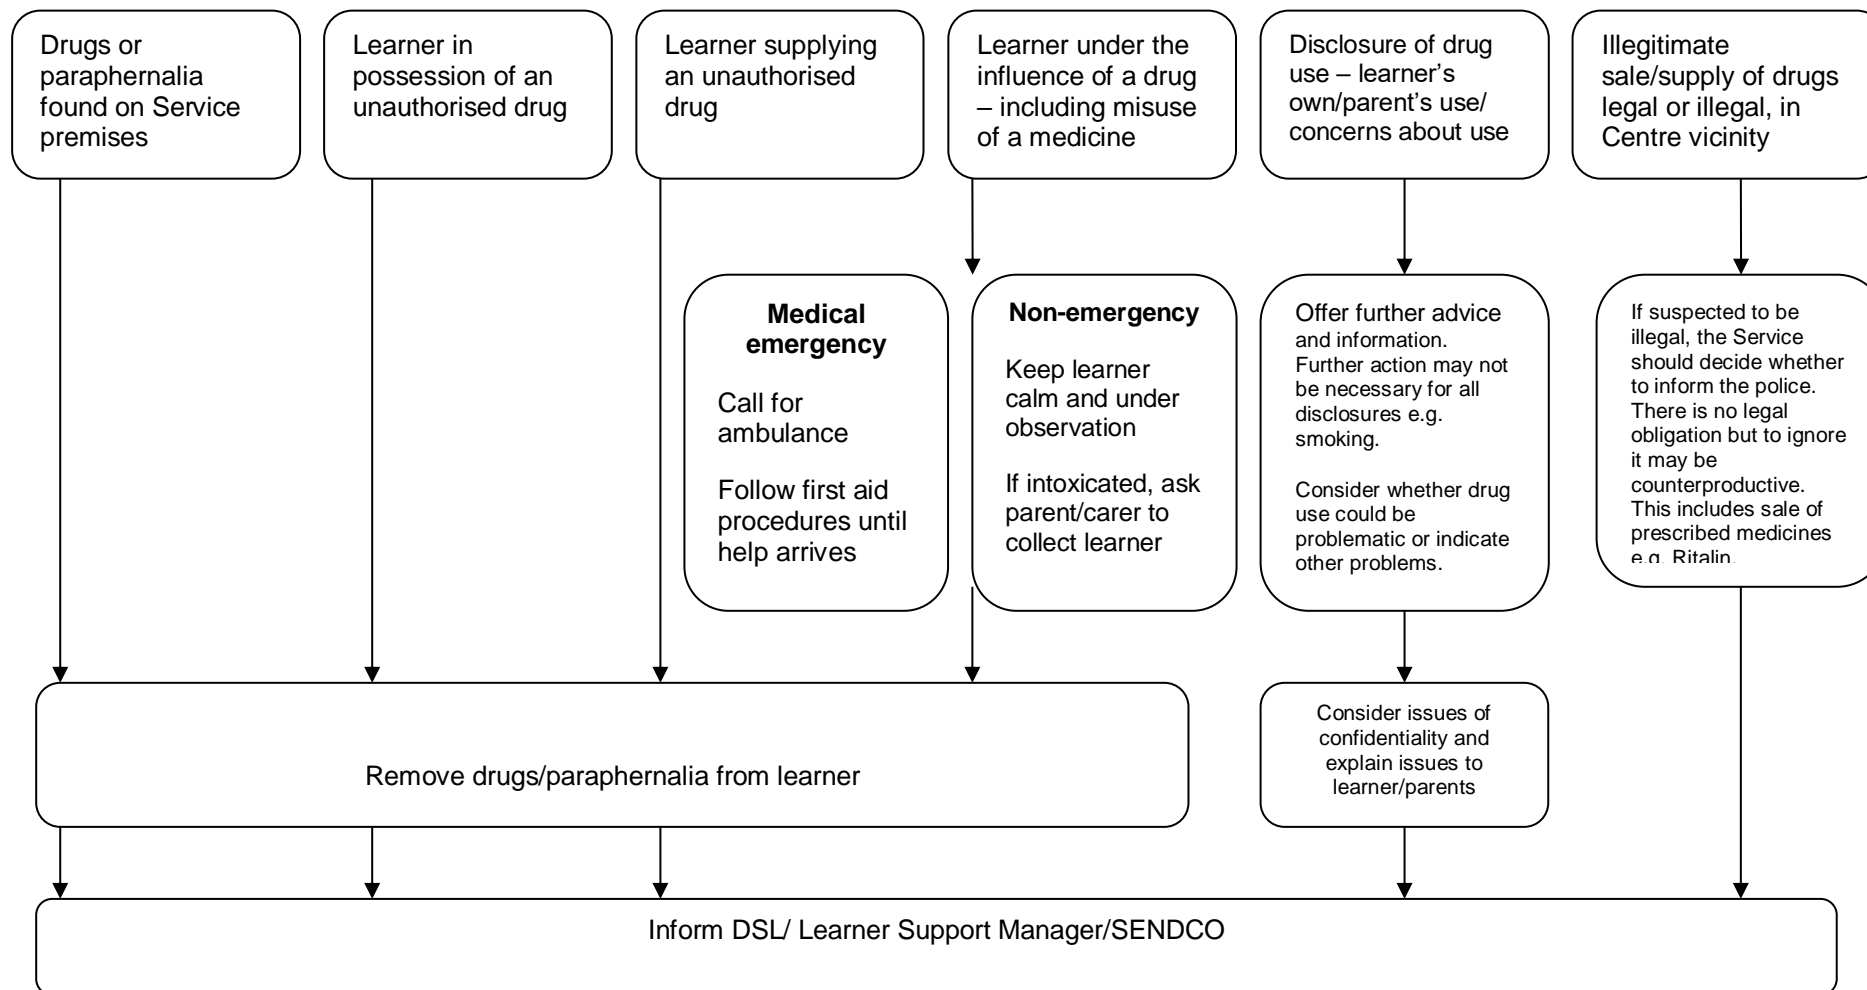 Drugs or
paraphernalia
found on Service
premises
Learner in
possession of an
unauthorised drug
Learner supplying
an unauthorised
drug
Learner under the
influence of a drug
– including misuse
of a medicine
Disclosure of drug
use – learner's
own/parent's use/
concerns about use
Illegitimate
sale/supply of drugs
legal or illegal, in
Centre vicinity
Medical
emergency
Call for
ambulance
Follow first aid
procedures until
help arrives
Non-emergency
Keep learner
calm and under
observation
If intoxicated, ask
parent/carer to
collect learner
Offer further advice
and information.
Further action may not
be necessary for all
disclosures e.g.
smoking.
Consider whether drug
use could be
problematic or indicate
other problems.
If suspected to be
illegal, the Service
should decide whether
to inform the police.
There is no legal
obligation but to ignore
it may be
counterproductive.
This includes sale of
prescribed medicines
e.g. Ritalin.
Remove drugs/paraphernalia from learner
Consider issues of
confidentiality and
explain issues to
learner/parents
Inform DSL/ Learner Support Manager/SENDCO